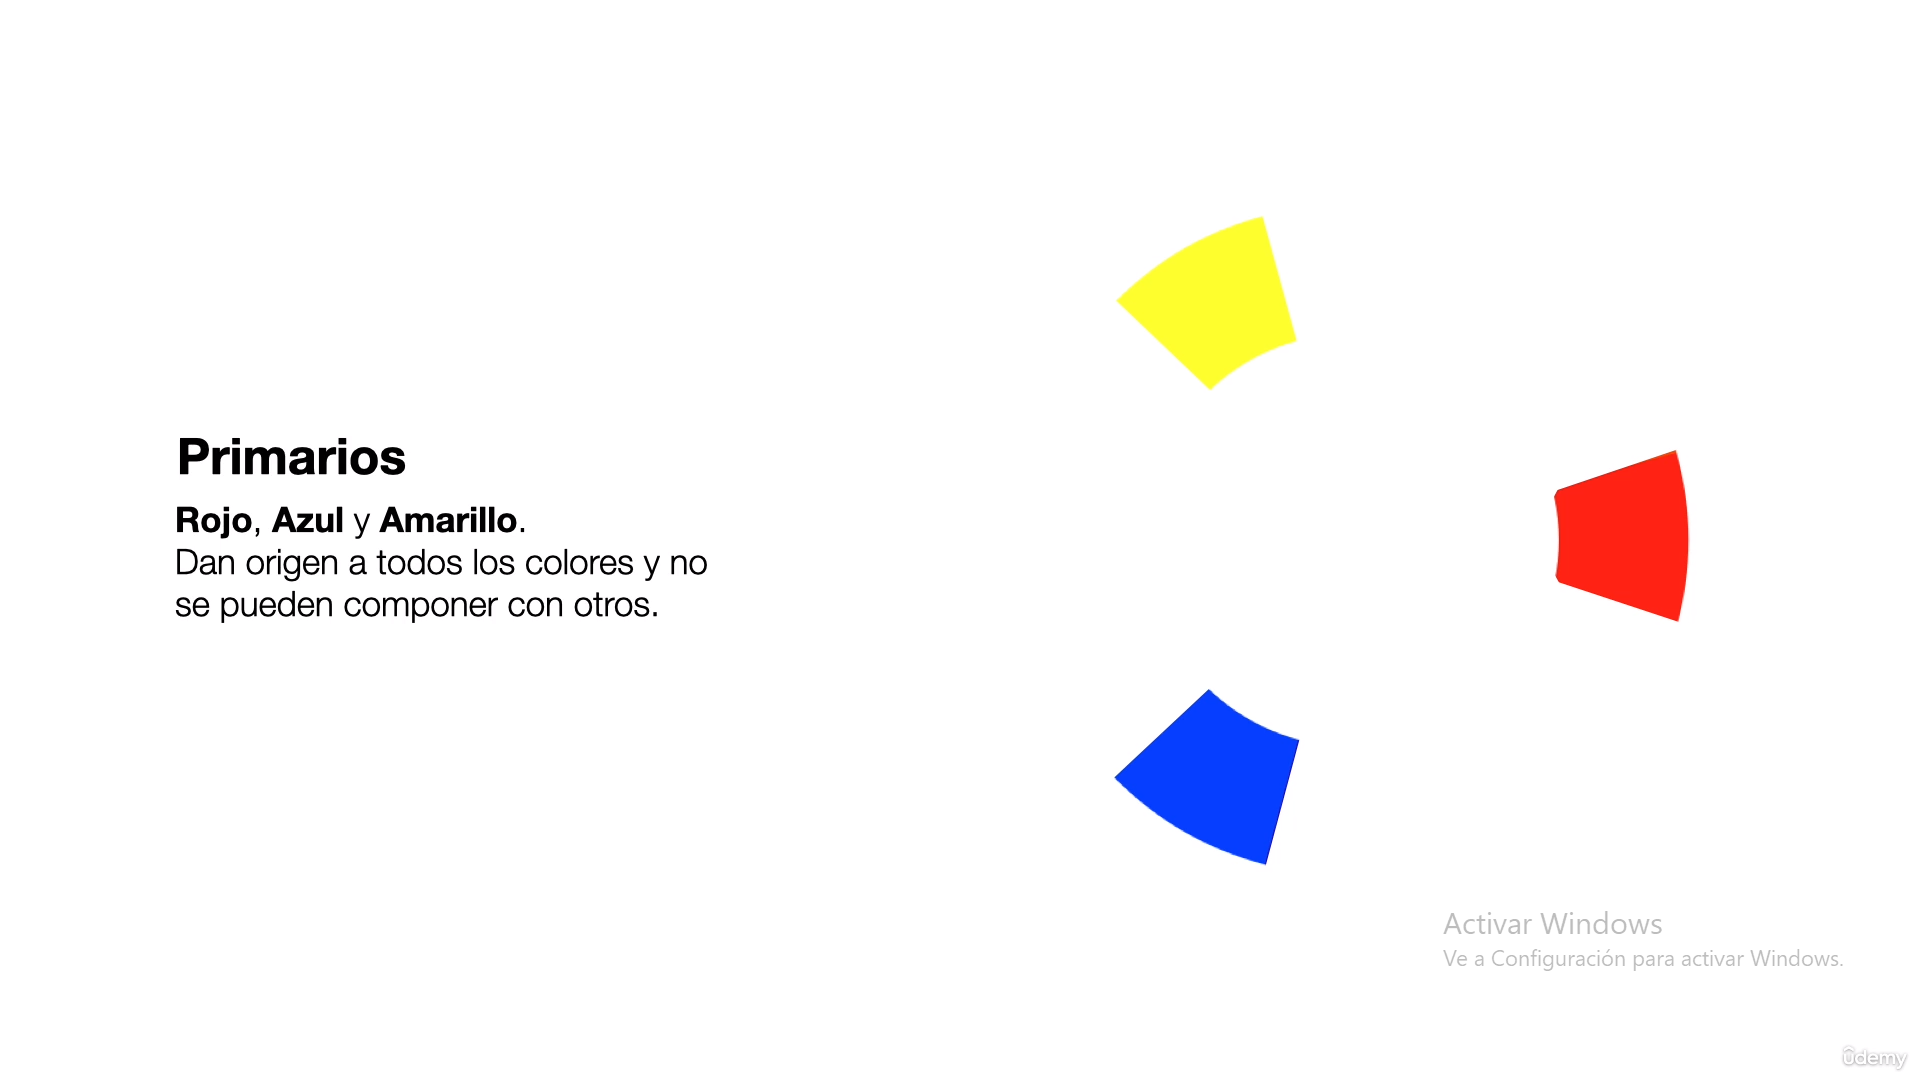 Primarios
Rojo, Azul y Amarillo.
Dan origen a todos los colores y no
se pueden componer con otros.
Activar Windows
Ve a Configuración para activar Windows.
ûdemy